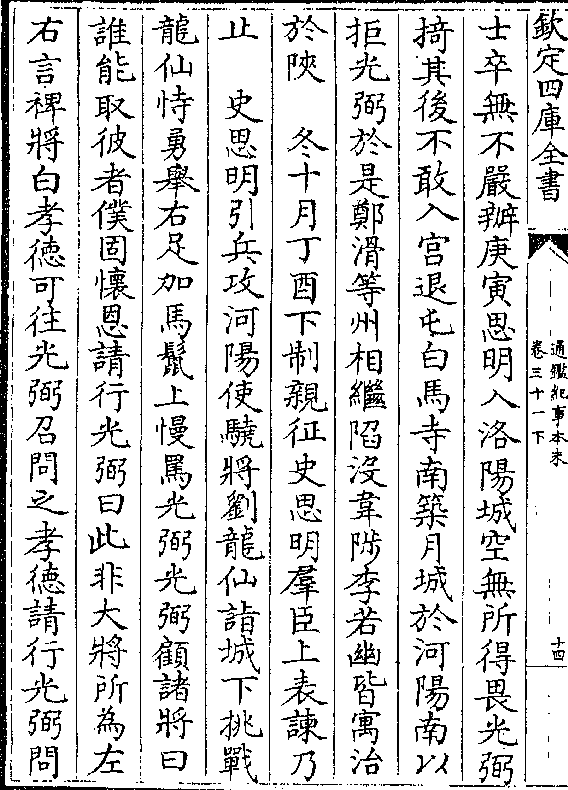 欽定四庫全書
通鑑紀事本末
卷三十一下
十四
士卒無不嚴辦庚寅思明入洛陽城空無所得畏光弼
掎其後不敢入宫退屯白馬寺南築月城於河陽南以
拒光弼於是鄭滑等州相繼陷沒韋陟李若幽皆寓治
於陜　冬十月丁酉下制親征史思明羣臣上表諫乃
止　史思明引兵攻河陽使驍將劉龍仙詣城下挑戰
龍仙恃勇舉右足加馬鬛上慢罵光弼光弼顧諸將曰
誰能取彼者僕固懷恩請行光弼曰此非大將所為左
右言裨將白孝德可往光弼召問之孝德請行光弼問